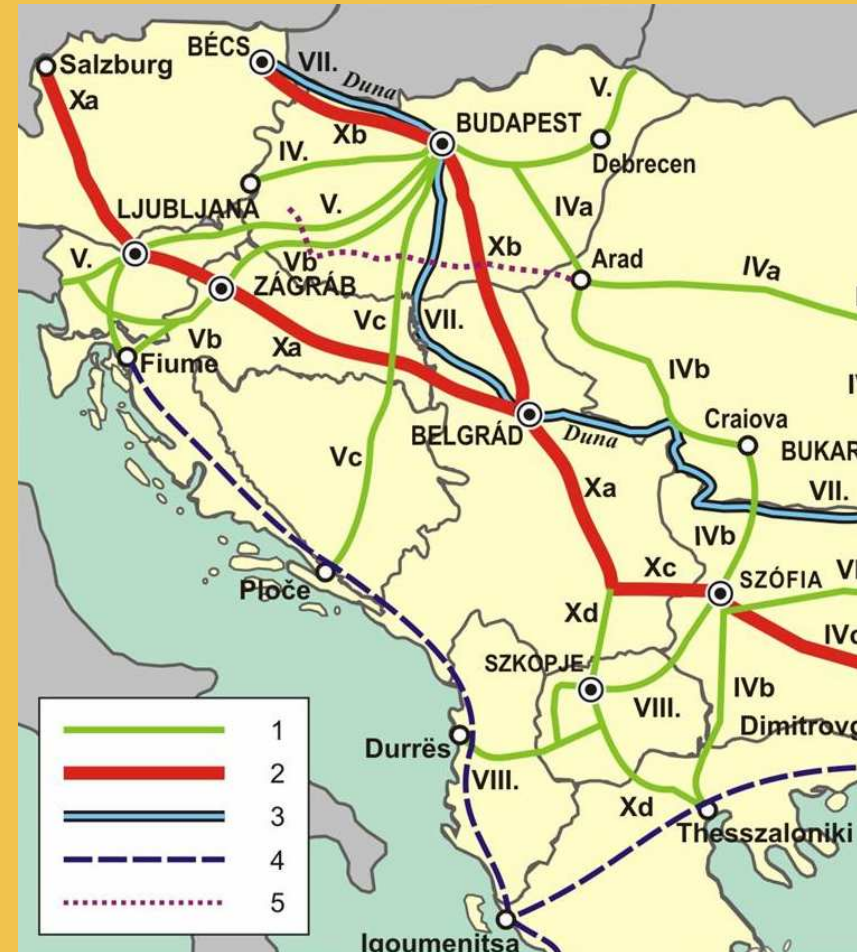 BÉCS
VII.
Duna
Salzburg
Xa
Xb
BUDAPEST
V.
Debrecen
IV.
LJUBLJANA
V.
IVa
Xb
V.
Vb
Arad
IVa
ZÁGRÁB
Vc
VII.
Vb
Xa
Fiume
IVb
Craiova
BELGRÁD
Duna
BUKAR
Vc
VII.
Xa
IVb
Xc
SZÓFIA
Ploče
Xd
SZKOPJE
IVb
VIII.
Dimitrovg
Durrës
VIII.
Xd
Thesszaloniki
Igoumenitsa
1
2
3
4
5